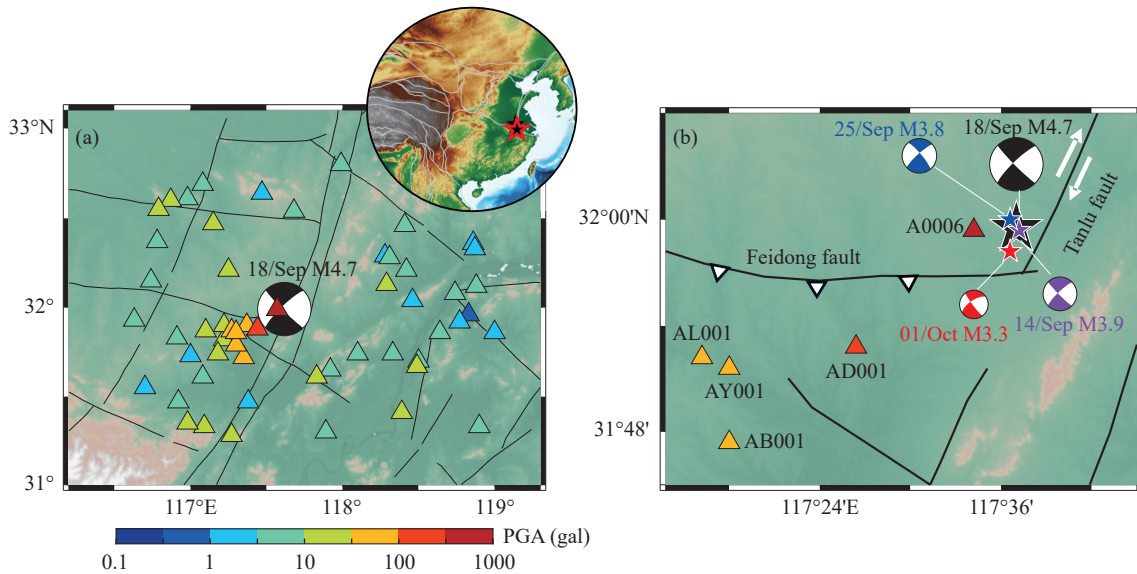 (a)
33°N
32°
31°
117°E
118°
119°
18/Sep M4.7
PGA (gal)
0.1
1
10
100
1000
(b)
25/Sep M3.8
18/Sep M4.7
32°00'N
A0006
Tanlu fault
Feidong fault
01/Oct M3.3
14/Sep M3.9
AL001
AY001
AD001
AB001
31°48'
117°24'E
117°36'